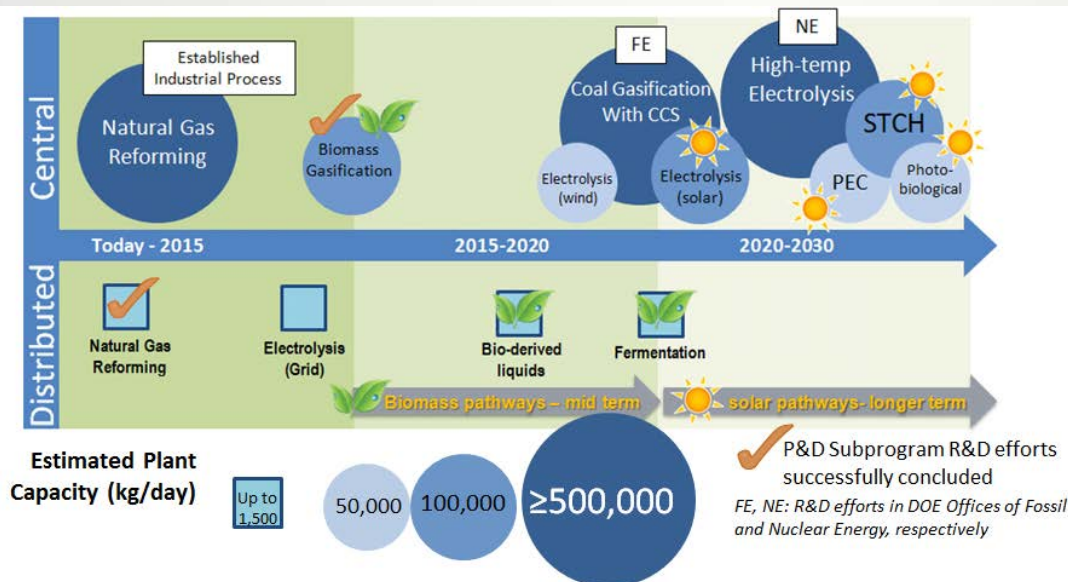 Central
Established
Industrial Process
Natural Gas
Reforming
Biomass
Gasification
FE
Coal Gasification
With CCS
Electrolysis
(wind)
Electrolysis
(solar)
NE
High-temp
Electrolysis
STCH
PEC
Photo-
biological
Today - 2015
2015-2020
2020-2030
Distributed
Natural Gas
Reforming
Electrolysis
(Grid)
Bio-derived
liquids
Fermentation
Biomass pathways – mid term
solar pathways- longer term
Estimated Plant
Capacity (kg/day)
Up to
1,500
50,000
100,000
≥500,000
P&D Subprogram R&D efforts
successfully concluded
FE, NE: R&D efforts in DOE Offices of Fossil
and Nuclear Energy, respectively